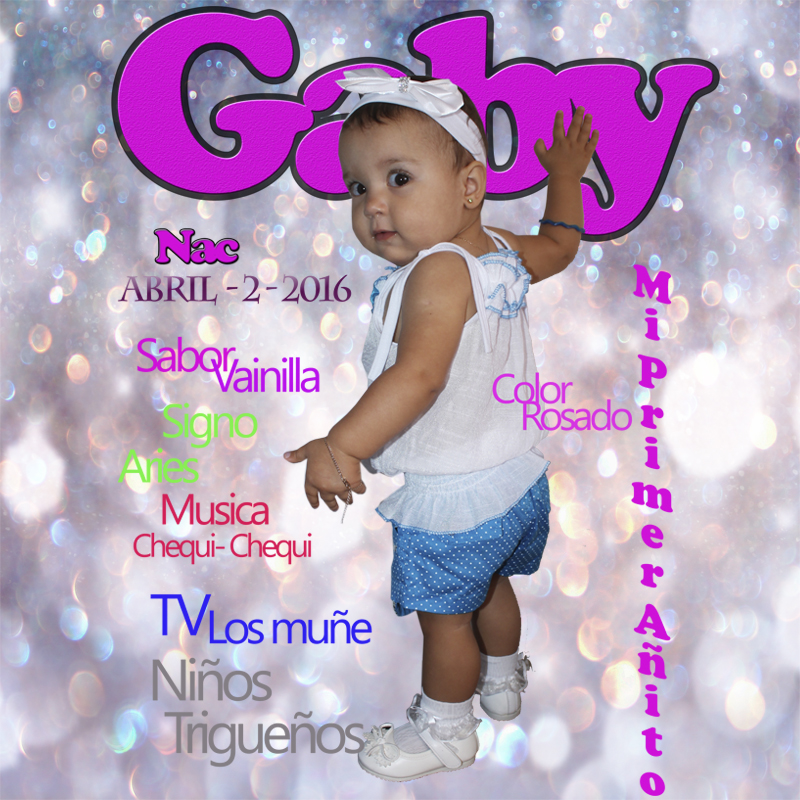 Gaby
Nac
ABRIL - 2 - 2016
Sabor
Vainilla
Signo
Aries
Musica
Chequi- Chequi
TV Los muñe
Niños
Trigueños
Color
Rosado
Mi Primer Añito